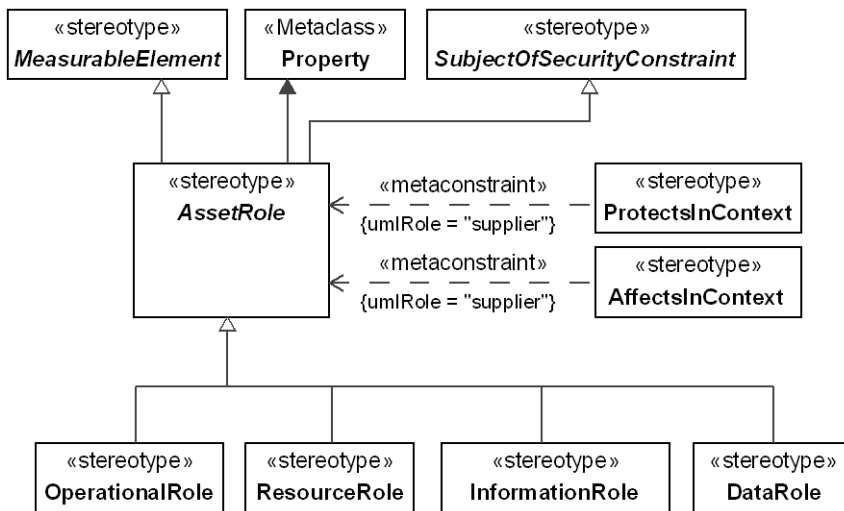 «stereotype»
MeasurableElement
«Metaclass»
Property
«stereotype»
SubjectOfSecurityConstraint
«stereotype»
AssetRole
«metaconstraint»
{umlRole = "supplier"}
«stereotype»
ProtectsInContext
«metaconstraint»
{umlRole = "supplier"}
«stereotype»
AffectsInContext
«stereotype»
OperationalRole
«stereotype»
ResourceRole
«stereotype»
InformationRole
«stereotype»
DataRole